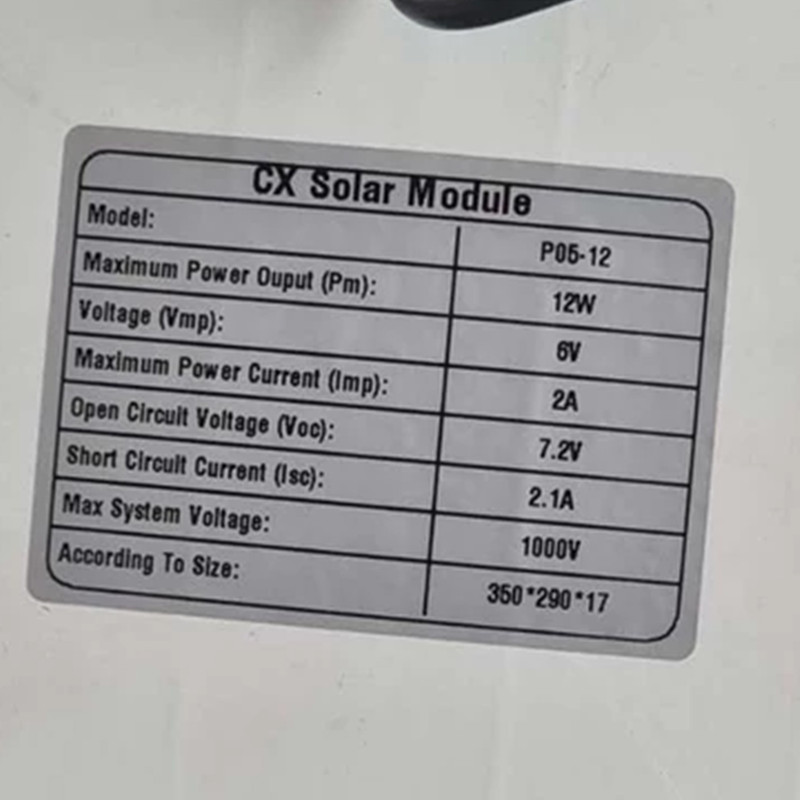 CX Solar Module
Model: P05-12
Maximum Power Ouput (Pm): 12W
Voltage (Vmp): 6V
Maximum Power Current (Imp): 2A
Open Circuit Voltage (Voc): 7.2V
Short Circuit Current (Isc): 2.1A
Max System Voltage: 1000V
According To Size: 350*290*17